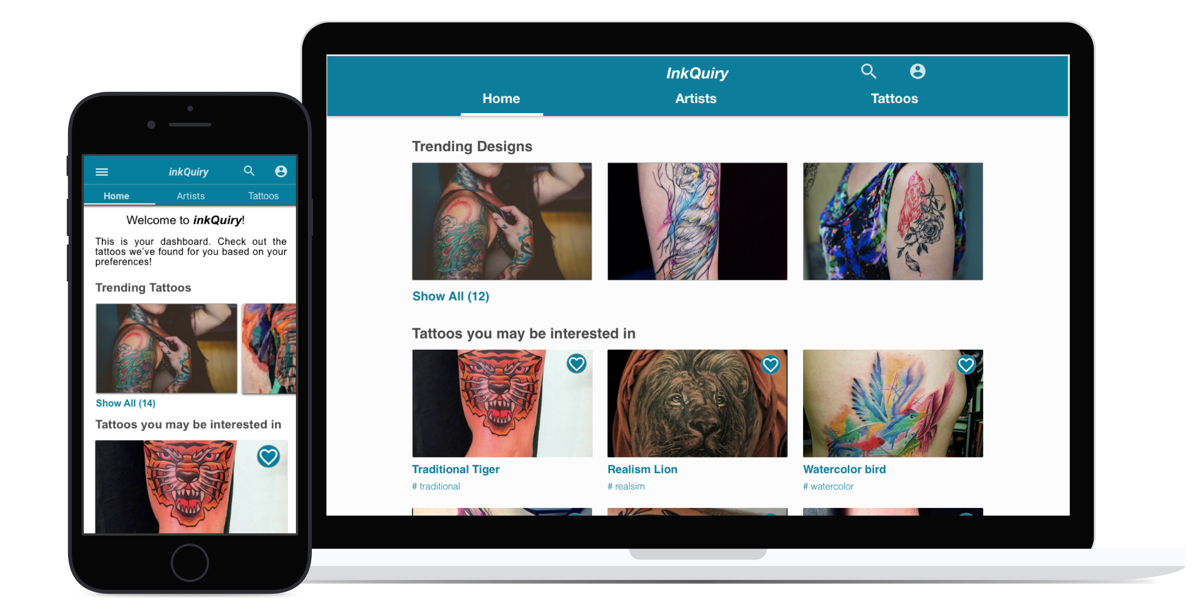 inkQuiry
Home Artists Tattoos
Welcome to inkQuiry!
This is your dashboard. Check out the
tattoos we've found for you based on your
preferences!
Trending Tattoos
Show All (14)
Tattoos you may be interested in
InkQuiry
Home Artists Tattoos
Trending Designs
Show All (12)
Tattoos you may be interested in
Traditional Tiger Realism Lion Watercolor bird
# traditional # realsim # watercolor